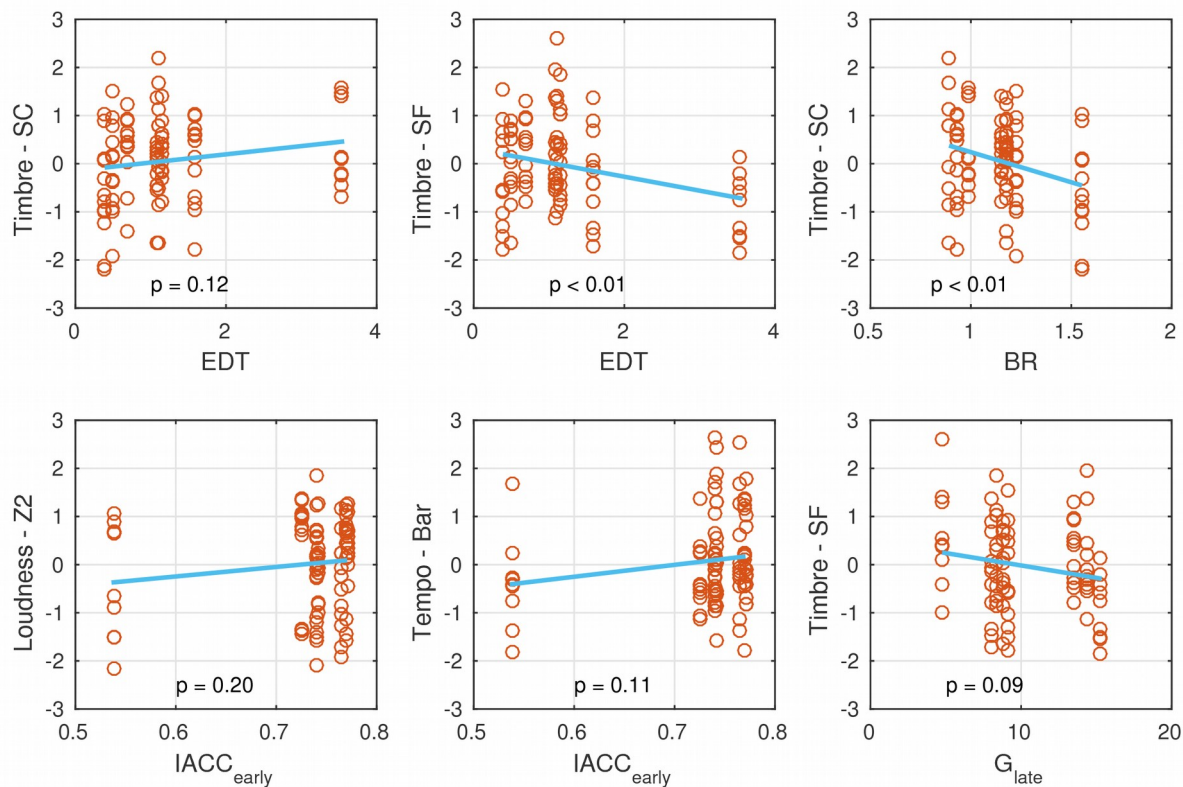 3 3 3
2 2 2
1 1 1
0 0 0
-1 -1 -1
-2 -2 -2
-3 -3 -3
Timbre - SC Timbre - SF Timbre - SC
p = 0.12 p < 0.01 p < 0.01
0 2 4 0 2 4 0.5 1 1.5 2
EDT EDT BR
3 3 3
2 2 2
1 1 1
0 0 0
-1 -1 -1
-2 -2 -2
-3 -3 -3
Loudness - Z2 Tempo - Bar Timbre - SF
p = 0.20 p = 0.11 p = 0.09
0.5 0.6 0.7 0.8 0.5 0.6 0.7 0.8 0 10 20
IACC early IACC early G late